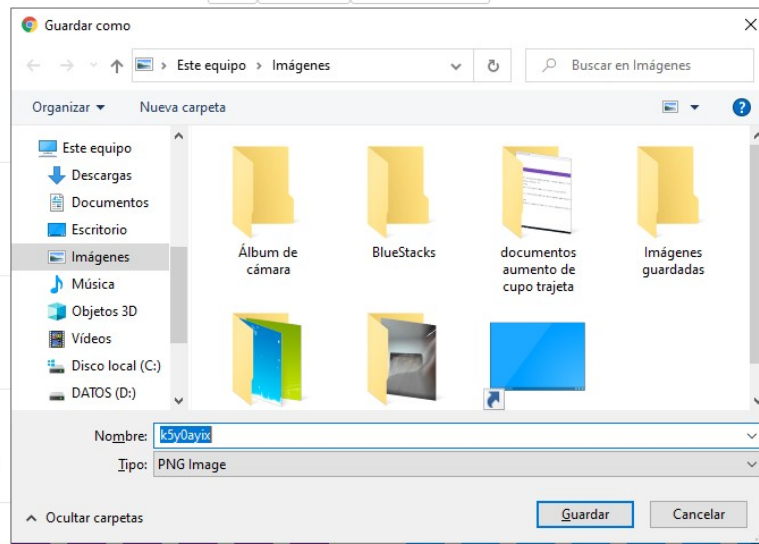 Guardar como
Este equipo > Imágenes
Buscar en Imágenes
Organizar
Nueva carpeta
?
Este equipo
Descargas
Documentos
Escritorio
Imágenes
Música
Objetos 3D
Vídeos
Disco local (C:)
DATOS (D:)
Álbum de
cámara
BlueStacks
documentos
aumento de
cupo trajeta
Imágenes
guardadas
Nombre: k5y0ayix
Tipo: PNG Image
Ocultar carpetas
Guardar
Cancelar